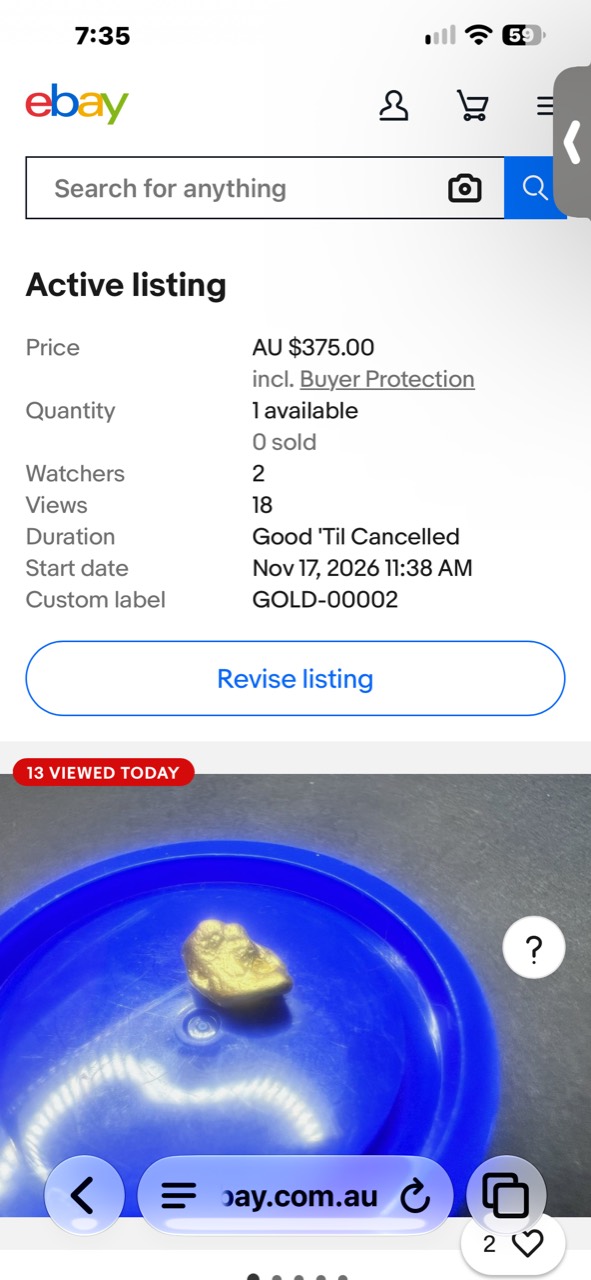 7:35
59
ebay
Search for anything
Active listing
Price AU $375.00
incl. Buyer Protection
Quantity 1 available
0 sold
Watchers 2
Views 18
Duration Good 'Til Cancelled
Start date Nov 17, 2026 11:38 AM
Custom label GOLD-00002
Revise listing
13 VIEWED TODAY
?
bay.com.au
2